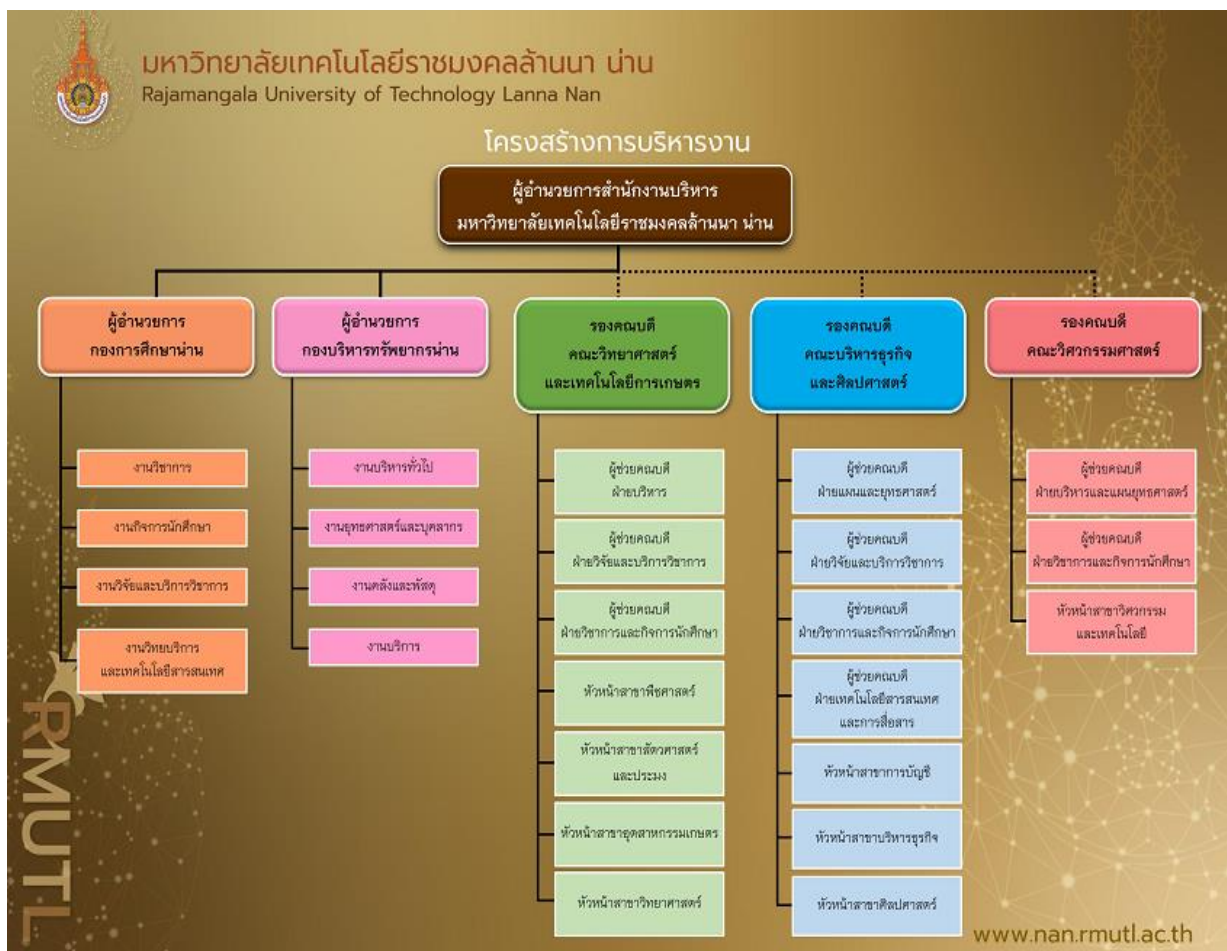 มหาวิทยาลัยเทคโนโลยีราชมงคลล้านนา น่าน
Rajamangala University of Technology Lanna Nan
โครงสร้างการบริหารงาน
ผู้อำนวยการสำนักงานบริหาร
มหาวิทยาลัยเทคโนโลยีราชมงคลล้านนา น่าน
ผู้อำนวยการ
กองการศึกษาน่าน
งานวิชาการ
งานกิจการนักศึกษา
งานวิจัยและบริการวิชาการ
งานวิทยบริการ
และเทคโนโลยีสารสนเทศ
ผู้อำนวยการ
กองบริหารทรัพยากรน่าน
งานบริหารทั่วไป
งานยุทธศาสตร์และบุคลากร
งานคลังและพัสดุ
งานบริการ
รองคณบดี
คณะวิทยาศาสตร์
และเทคโนโลยีการเกษตร
ผู้ช่วยคณบดี
ฝ่ายบริหาร
ผู้ช่วยคณบดี
ฝ่ายวิจัยและบริการวิชาการ
ผู้ช่วยคณบดี
ฝ่ายวิชาการและกิจการนักศึกษา
หัวหน้าสาขาพืชศาสตร์
หัวหน้าสาขาสัตวศาสตร์
และประมง
หัวหน้าสาขาอุตสาหกรรมเกษตร
หัวหน้าสาขาวิทยาศาสตร์
รองคณบดี
คณะบริหารธุรกิจ
และศิลปศาสตร์
ผู้ช่วยคณบดี
ฝ่ายแผนและยุทธศาสตร์
ผู้ช่วยคณบดี
ฝ่ายวิจัยและบริการวิชาการ
ผู้ช่วยคณบดี
ฝ่ายวิชาการและกิจการนักศึกษา
ผู้ช่วยคณบดี
ฝ่ายเทคโนโลยีสารสนเทศ
และการสื่อสาร
หัวหน้าสาขาการบัญชี
หัวหน้าสาขาบริหารธุรกิจ
หัวหน้าสาขาศิลปศาสตร์
รองคณบดี
คณะวิศวกรรมศาสตร์
ผู้ช่วยคณบดี
ฝ่ายบริหารและแผนยุทธศาสตร์
ผู้ช่วยคณบดี
ฝ่ายวิชาการและกิจการนักศึกษา
หัวหน้าสาขาวิศวกรรม
และเทคโนโลยี
RMUTL
www.nan.rmutl.ac.th